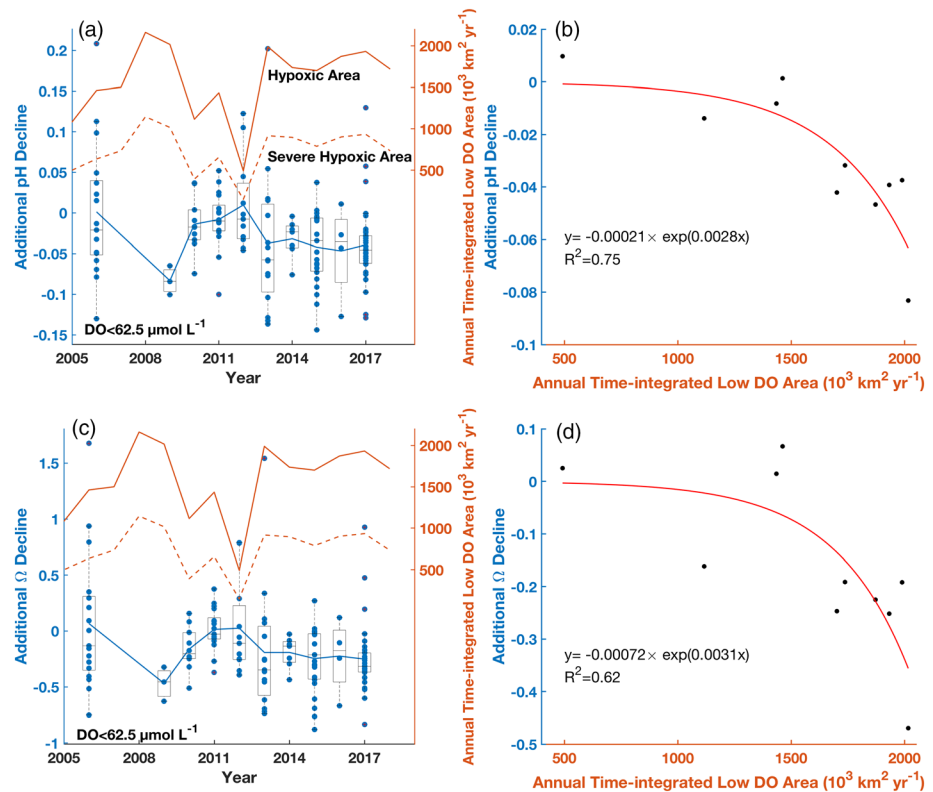 (a)
0.2
0.15
0.1
0.05
0
-0.05
-0.1
-0.15
Additional pH Decline
Hypoxic Area
Severe Hypoxic Area
DO<62.5 µmol L⁻¹
2000
1500
1000
500
Annual Time-integrated Low DO Area (10³ km² yr⁻¹)
2005
2008
2011
2014
2017
Year
(b)
0.02
0
-0.02
-0.04
-0.06
-0.08
-0.1
Additional pH Decline
y= -0.00021× exp(0.0028x)
R²=0.75
500
1000
1500
2000
Annual Time-integrated Low DO Area (10³ km² yr⁻¹)
(c)
1.5
1
0.5
0
-0.5
-1
Additional Ω Decline
DO<62.5 µmol L⁻¹
2000
1500
1000
500
Annual Time-integrated Low DO Area (10³ km² yr⁻¹)
2005
2008
2011
2014
2017
Year
(d)
0.1
0
-0.1
-0.2
-0.3
-0.4
-0.5
Additional Ω Decline
y= -0.00072× exp(0.0031x)
R²=0.62
500
1000
1500
2000
Annual Time-integrated Low DO Area (10³ km² yr⁻¹)